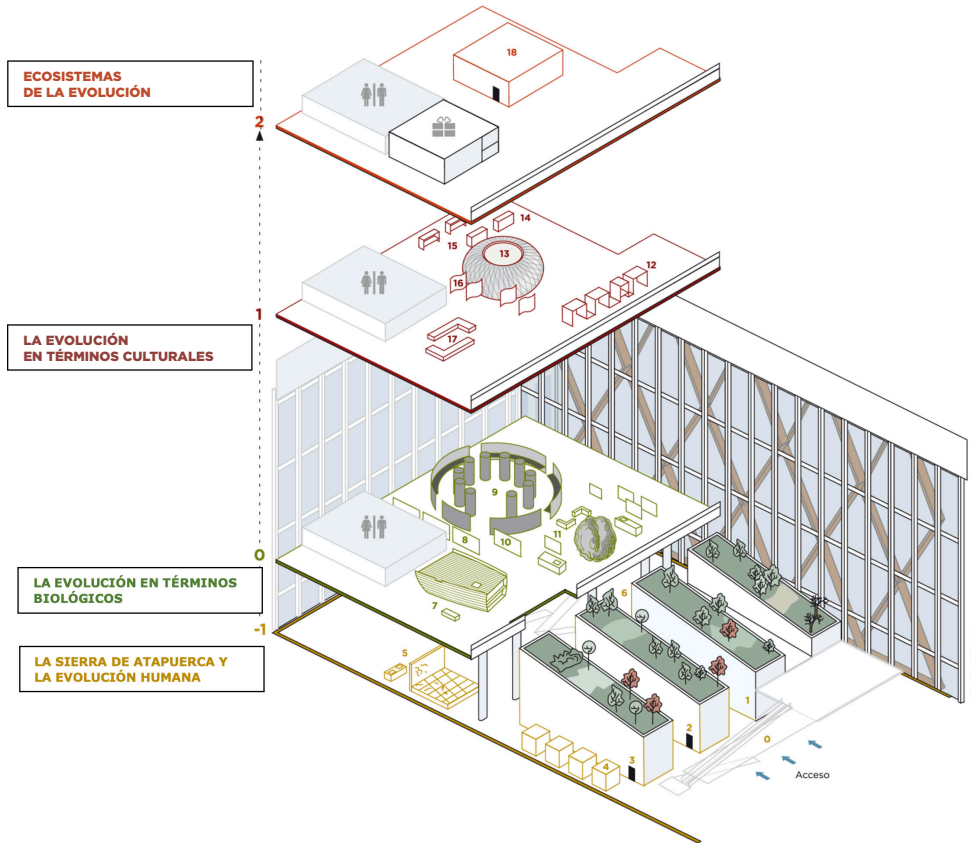 18
ECOSISTEMAS
DE LA EVOLUCIÓN
2
14
15
13
12
16
1
17
LA EVOLUCIÓN
EN TÉRMINOS CULTURALES
9
11
8
10
0
LA EVOLUCIÓN EN TÉRMINOS
BIOLÓGICOS
7
6
-1
LA SIERRA DE ATAPUERCA Y
LA EVOLUCIÓN HUMANA
5
1
2
0
4
3
Acceso